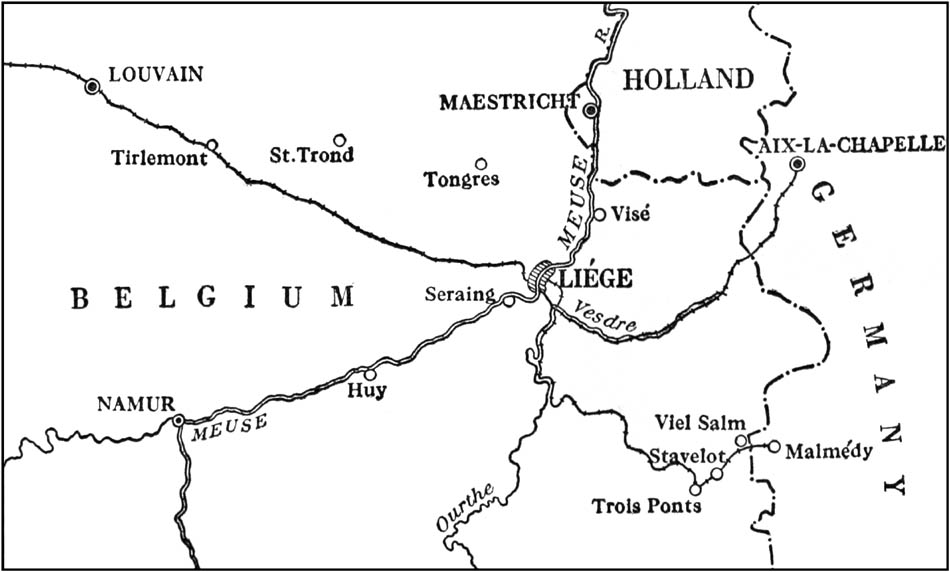 R.
LOUVAIN
HOLLAND
MAESTRICHT
AIX-LA-CHAPELLE
Tirlemont
St. Trond
Tongres
MEUSE
Visé
GERMANY
LIÉGE
BELGIUM
Seraing
Vesdre
Huy
NAMUR
MEUSE
Viel Salm
Malmédy
Stavelot
Trois Ponts
Ourthe